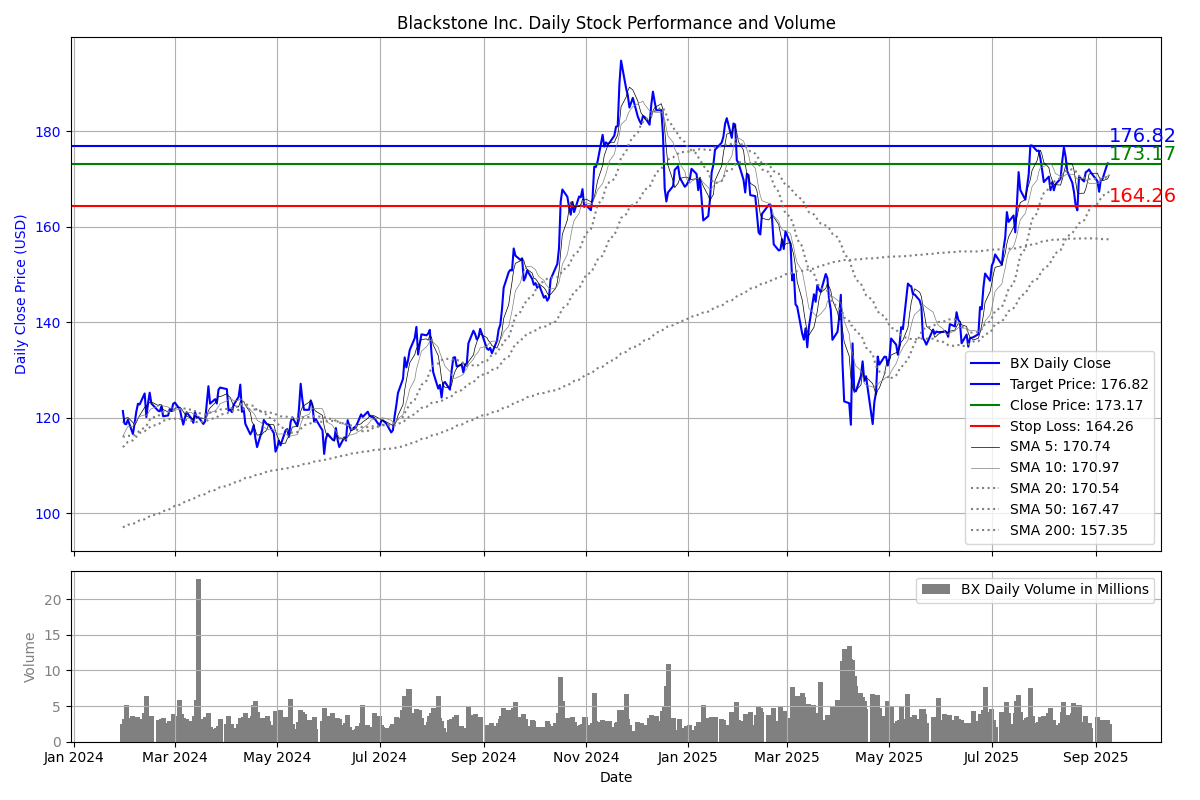 Blackstone Inc. Daily Stock Performance and Volume
Daily Close Price (USD)
180
160
140
120
100
176.82
173.17
164.26
BX Daily Close
Target Price: 176.82
Close Price: 173.17
Stop Loss: 164.26
SMA 5: 170.74
SMA 10: 170.97
SMA 20: 170.54
SMA 50: 167.47
SMA 200: 157.35
Volume
20
15
10
5
0
BX Daily Volume in Millions
Jan 2024 Mar 2024 May 2024 Jul 2024 Sep 2024 Nov 2024 Jan 2025 Mar 2025 May 2025 Jul 2025 Sep 2025
Date